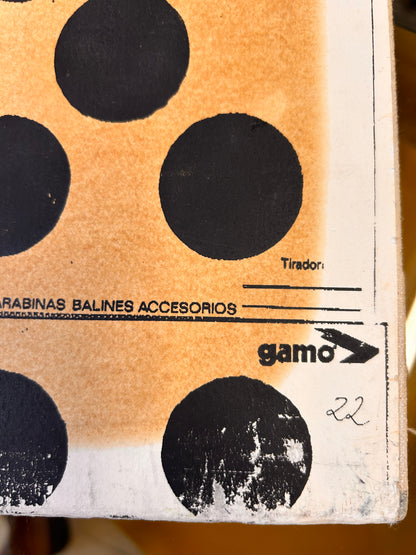 Tirador:
ARABINAS BALINES ACCESORIOS
gamo
22